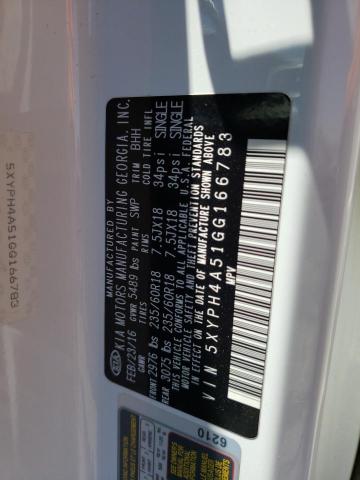 MANUFACTURED BY
KIA MOTORS MANUFACTURING GEORGIA, INC.
FEB/23/16 GVWR 5489 lbs PAINT SWP TRIM BHH
GAWR TIRES RIMS COLD TIRE INFL
FRONT 2976 lbs 235/60R18 7.5JX18 34psi SINGLE
REAR 3075 lbs 235/60R18 7.5JX18 34psi SINGLE
THIS VEHICLE CONFORMS TO ALL APPLICABLE U.S.A. FEDERAL
MOTOR VEHICLE SAFETY AND THEFT PREVENTION STANDARDS
IN EFFECT ON THE DATE OF MANUFACTURE SHOWN ABOVE
VIN 5XYPH4A51GG166783
MPV
5XYPH4A51GG166783
6210